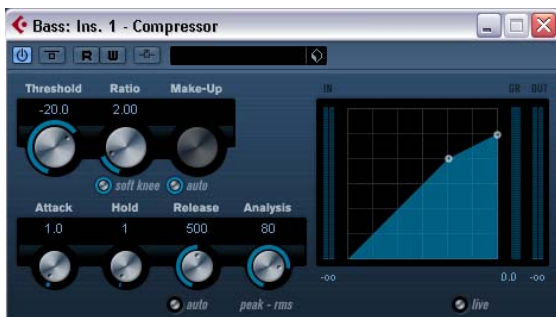 Bass: Ins. 1 - Compressor
R W
Threshold Ratio Make-Up
-20.0 2.00
soft knee auto
Attack Hold Release Analysis
1.0 1 500 80
auto peak - rms
IN GR OUT
-oo 0.0 -oo
live